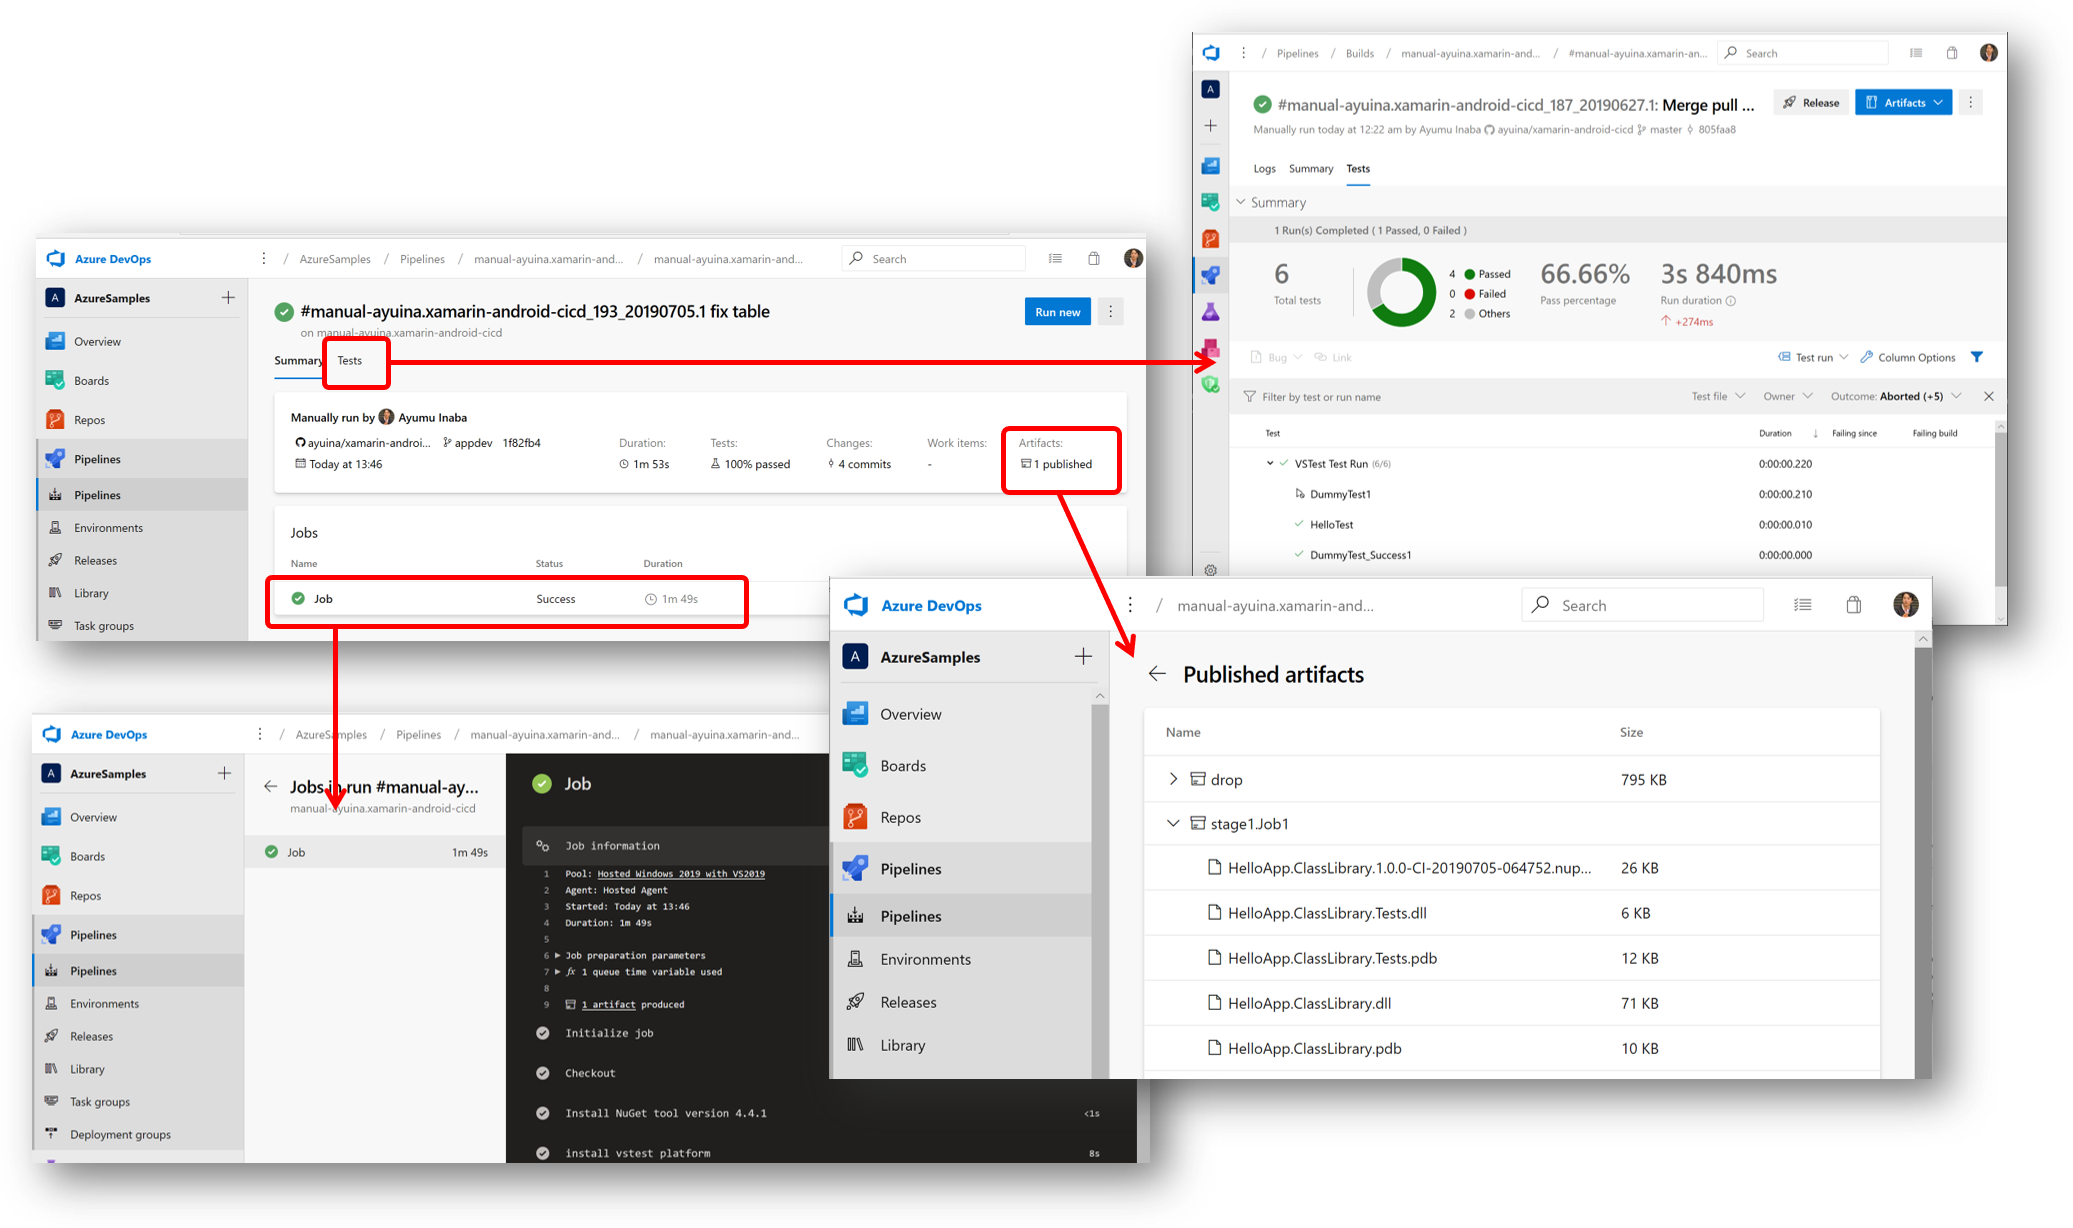 Pipelines / Builds / manual-ayuina.xamarin-and... / #manual-ayuina.xamarin-an... Search
A
#manual-ayuina.xamarin-android-cicd_187_20190627.1: Merge pull ... Release Artifacts
Manually run today at 12:22 am by Ayumu Inaba ayuina/xamarin-android-cicd master 805faa8
Logs Summary Tests
Summary
1 Run(s) Completed ( 1 Passed, 0 Failed )
6
Total tests
4 Passed
0 Failed
2 Others
66.66%
Pass percentage
3s 840ms
Run duration
+274ms
Bug Link Test run Column Options
Filter by test or run name Test file Owner Outcome: Aborted (+5)
Test Duration Failing since Failing build
VSTest Test Run (6/6) 0:00:00.220
DummyTest1 0:00:00.210
HelloTest 0:00:00.010
DummyTest_Success1 0:00:00.000
Azure DevOps / AzureSamples / Pipelines / manual-ayuina.xamarin-and... / manual-ayuina.xamarin-and... Search
A AzureSamples
Overview
Boards
Repos
Pipelines
Pipelines
Environments
Releases
Library
Task groups
#manual-ayuina.xamarin-android-cicd_193_20190705.1 fix table Run new
on manual-ayuina.xamarin-android-cicd
Summary Tests
Manually run by Ayumu Inaba
ayuina/xamarin-androi... appdev 1f82fb4 Duration: Tests: Changes: Work items: Artifacts:
Today at 13:46 1m 53s 100% passed 4 commits - 1 published
Jobs
Name Status Duration
Job Success 1m 49s
Azure DevOps / AzureSamples / Pipelines / manual-ayuina.xamarin-and... / manual-ayuina.xamarin-and...
A AzureSamples
Overview
Boards
Repos
Pipelines
Pipelines
Environments
Releases
Library
Task groups
Deployment groups
Jobs in run #manual-ay...
manual-ayuina.xamarin-android-cicd
Job 1m 49s
Job
Job information
1 Pool: Hosted Windows 2019 with VS2019
2 Agent: Hosted Agent
3 Started: Today at 13:46
4 Duration: 1m 49s
5
6 Job preparation parameters
7 fx 1 queue time variable used
8
9 1 artifact produced
Initialize job
Checkout
Install NuGet tool version 4.4.1 <1s
install vstest platform 8s
Azure DevOps / manual-ayuina.xamarin-and... Search
A AzureSamples
Overview
Boards
Repos
Pipelines
Pipelines
Environments
Releases
Library
Published artifacts
Name Size
drop 795 KB
stage1.Job1
HelloApp.ClassLibrary.1.0.0-CI-20190705-064752.nup... 26 KB
HelloApp.ClassLibrary.Tests.dll 6 KB
HelloApp.ClassLibrary.Tests.pdb 12 KB
HelloApp.ClassLibrary.dll 71 KB
HelloApp.ClassLibrary.pdb 10 KB